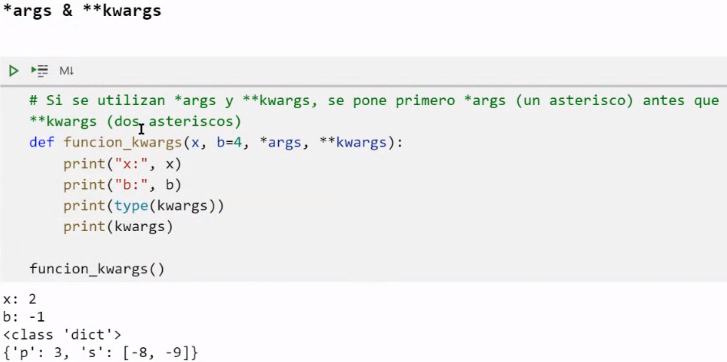 *args & **kwargs
M↓
# Si se utilizan *args y **kwargs, se pone primero *args (un asterisco) antes que
**kwargs (dos asteriscos)
def funcion_kwargs(x, b=4, *args, **kwargs):
    print("x:", x)
    print("b:", b)
    print(type(kwargs))
    print(kwargs)
funcion_kwargs()
x: 2
b: -1
<class 'dict'>
{'p': 3, 's': [-8, -9]}